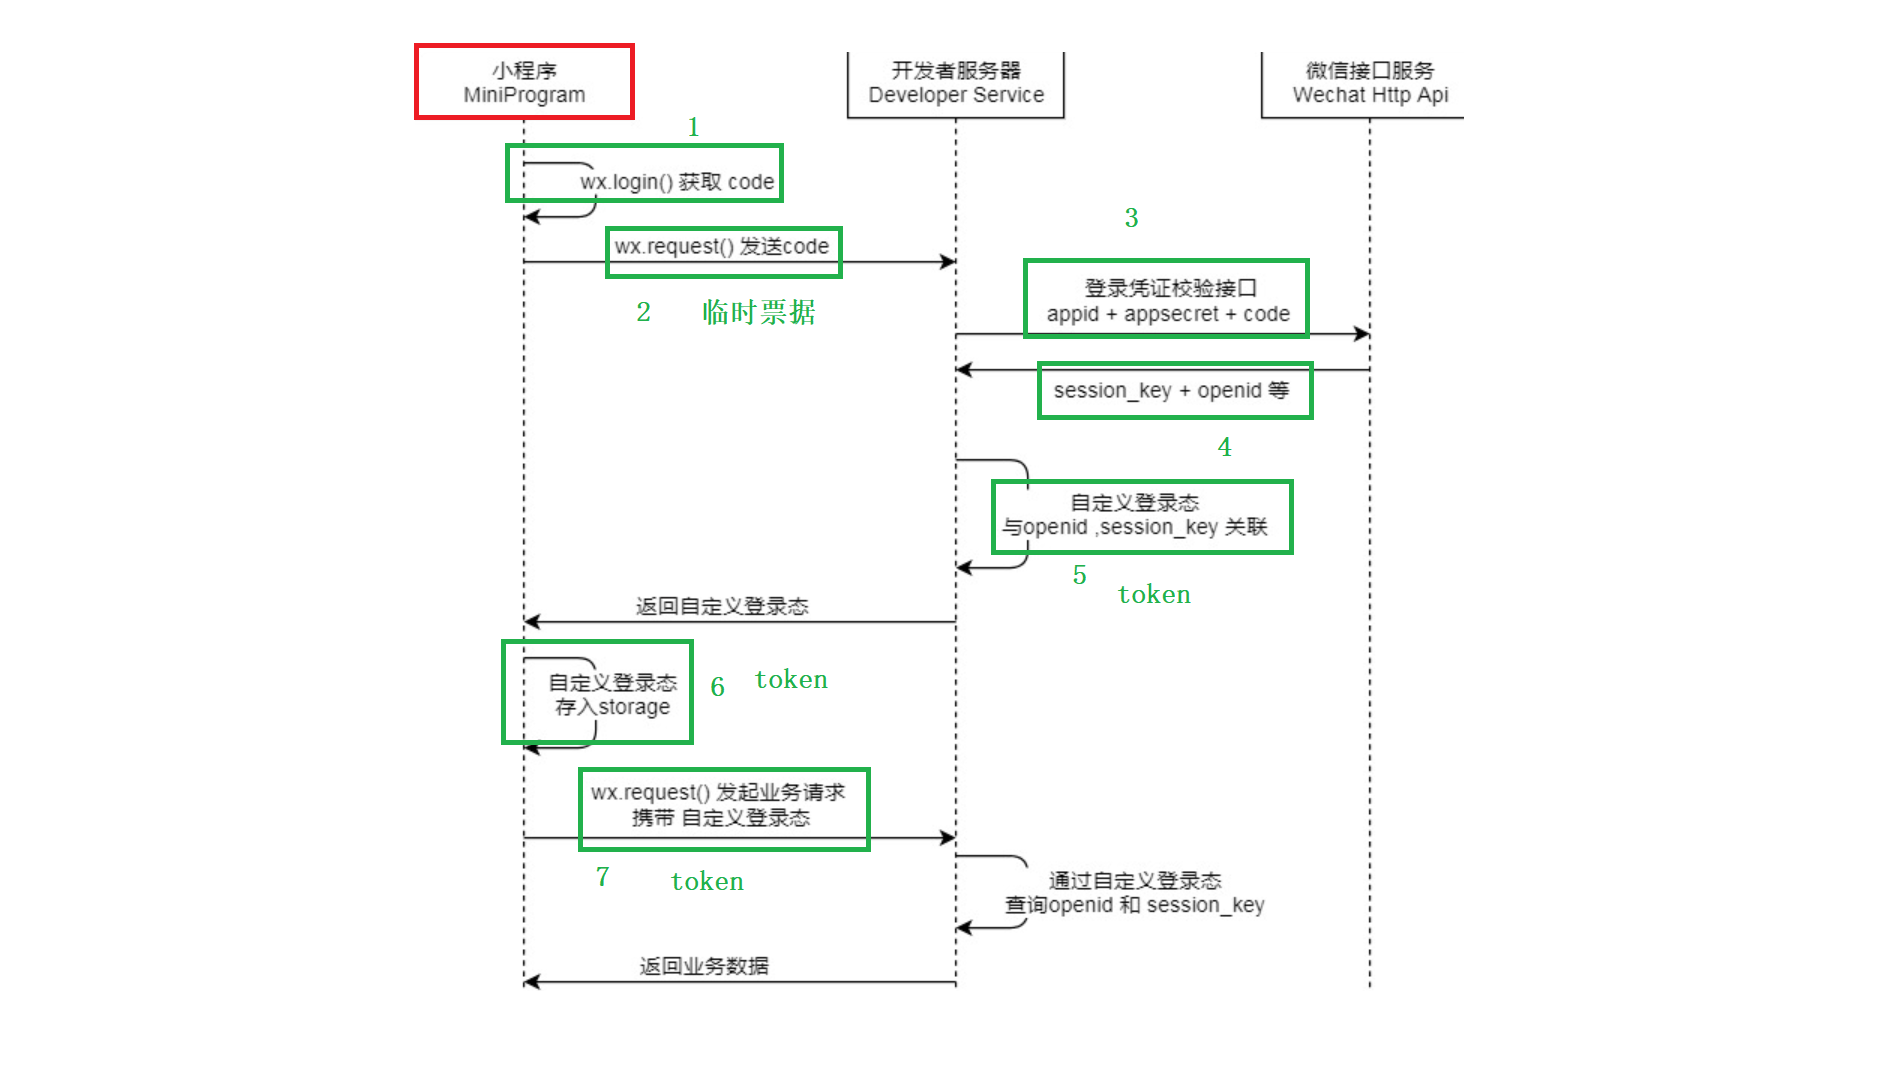 小程序
MiniProgram
开发者服务器
Developer Service
微信接口服务
Wechat Http Api
1
wx.login() 获取 code
3
wx.request() 发送code
2 临时票据
登录凭证校验接口
appid + appsecret + code
session_key + openid 等
4
自定义登录态
与openid ,session_key 关联
5
token
返回自定义登录态
自定义登录态
存入storage
6 token
wx.request() 发起业务请求
携带 自定义登录态
7 token
通过自定义登录态
查询openid 和 session_key
返回业务数据